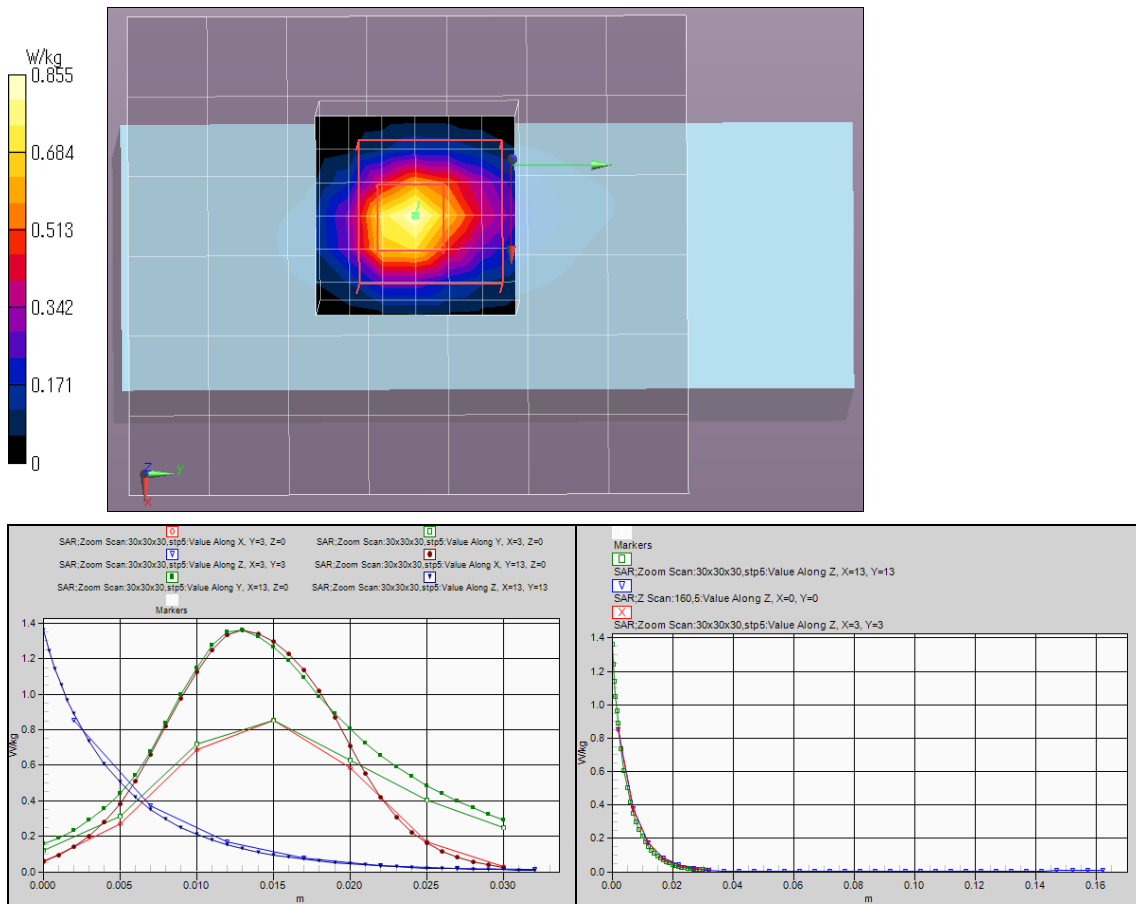 W/kg
0.855
0.684
0.513
0.342
0.171
0
Z
y
X
SAR;Zoom Scan:30x30x30,stp5:Value Along X, Y=3, Z=0
SAR;Zoom Scan:30x30x30,stp5:Value Along Y, X=3, Z=0
SAR;Zoom Scan:30x30x30,stp5:Value Along Z, X=3, Y=3
SAR;Zoom Scan:30x30x30,stp5:Value Along X, Y=13, Z=0
SAR;Zoom Scan:30x30x30,stp5:Value Along Y, X=13, Z=0
SAR;Zoom Scan:30x30x30,stp5:Value Along Z, X=13, Y=13
Markers
1.4
1.2
1.0
0.8
0.6
0.4
0.2
0.0
W/kg
0.000 0.005 0.010 0.015 0.020 0.025 0.030
m
Markers
SAR;Zoom Scan:30x30x30,stp5:Value Along Z, X=13, Y=13
SAR;Z Scan:160,5:Value Along Z, X=0, Y=0
SAR;Zoom Scan:30x30x30,stp5:Value Along Z, X=3, Y=3
1.4
1.2
1.0
0.8
0.6
0.4
0.2
0.0
W/kg
0.00 0.02 0.04 0.06 0.08 0.10 0.12 0.14 0.16
m